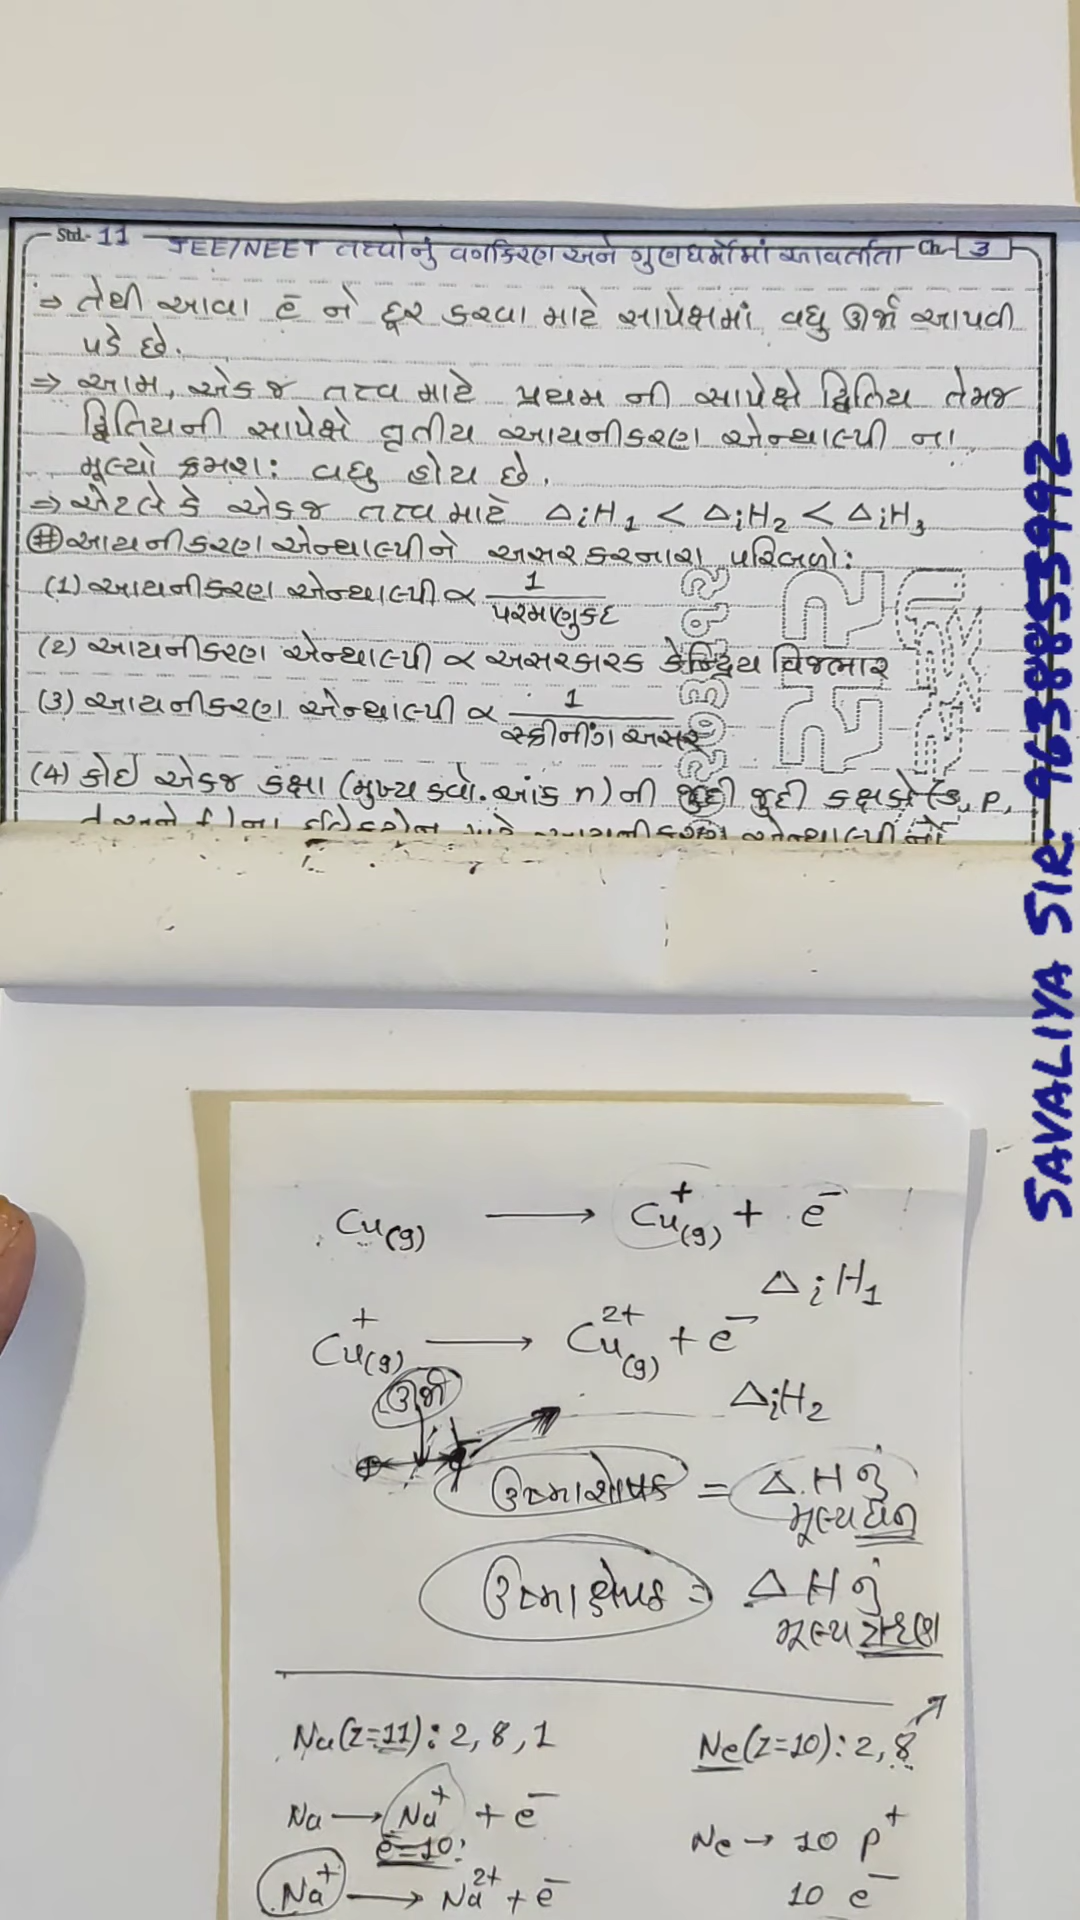 Std.- 11 JEE/NEET તત્ત્વોનું વર્ગીકરણ અને ગુણધર્મોમાં આવર્તતા Ch. 3
⇒ તેથી આવા ē ને દૂર કરવા માટે સાપેક્ષમાં વધુ ઊર્જા આપવી
પડે છે.
⇒ આમ, એકજ તત્વ માટે પ્રથમ ની સાપેક્ષે દ્વિતિય તેમજ
દ્વિતિયની સાપેક્ષે તૃતીય આયનીકરણ એન્થાલ્પી ના
મૂલ્યો ક્રમશ: વધુ હોય છે.
⇒ એટલે કે એકજ તત્વ માટે ΔiH1 < ΔiH2 < ΔiH3
# આયનીકરણ એન્થાલ્પીને અસરકરનારા પરિબળો:
(1) આયનીકરણ એન્થાલ્પી ∝ 1/પરમાણુકદ
(2) આયનીકરણ એન્થાલ્પી ∝ અસરકારક કેન્દ્રિય વિજભાર
(3) આયનીકરણ એન્થાલ્પી ∝ 1/સ્ક્રીનીંગ અસર
(4) કોઈ એકજ કક્ષા (મુખ્ય ક્વો. આંક n) ની જુદી જુદી કક્ષકો (s, p,
SAVALIYA SIR: 9638853992
Cu(g) ⟶ Cu+(g) + e−
ΔiH1
Cu+(g) ⟶ Cu2+(g) + e−
ΔiH2
ઊર્જા
ઉષ્માશોષક = ΔH નું
મૂલ્ય ધન
ઉષ્માક્ષેપક = ΔH નું
મૂલ્ય ઋણ
Na(z=11): 2, 8, 1 Ne(z=10): 2, 8
Na ⟶ Na+ + e−
ē=10
Ne → 10 p+
Na+ ⟶ Na2+ + e− 10 e−